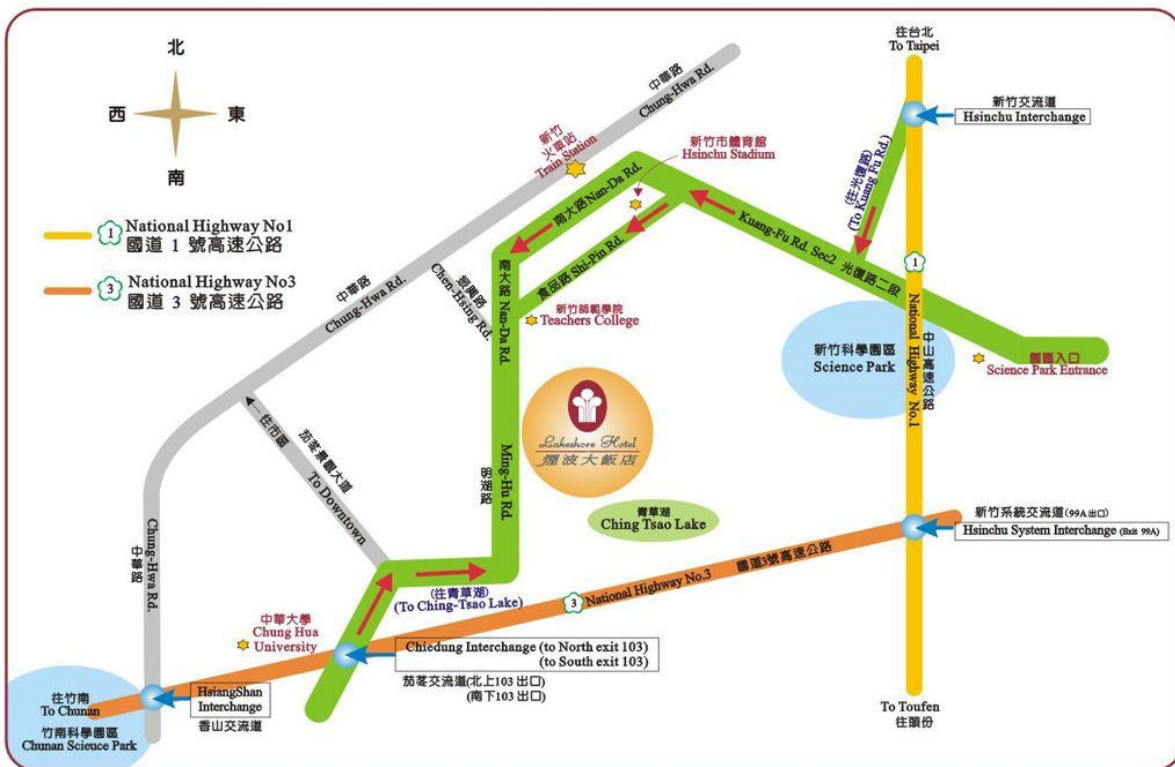 北
西
東
南
1 National Highway No1
國道 1 號高速公路
3 National Highway No3
國道 3 號高速公路
往台北
To Taipei
新竹交流道
Hsinchu Interchange
(往光復路)
(To Kuang Fu Rd.)
中華路
Chung-Hwa Rd.
新竹
火車站
Train Station
新竹市體育館
Hsinchu Stadium
南大路 Nan-Da Rd.
Kuang-Fu Rd. Sec2 光復路二段
食品路 Shi-Pin Rd.
1
National Highway No.1
中山高速公路
新竹科學園區
Science Park
園區入口
Science Park Entrance
中華路
Chung-Hwa Rd.
振興路
Chen-Hsing Rd.
南大路 Nan-Da Rd.
新竹師範學院
Teachers College
Lakeshore Hotel
煙波大飯店
明湖路
Ming-Hu Rd.
青草湖
Ching Tsao Lake
往市區
茄苳景觀大道
To Downtown
新竹系統交流道(99A出口)
Hsinchu System Interchange (Exit 99A)
3 National Highway No.3 國道3號高速公路
(往青草湖)
(To Ching-Tsao Lake)
Chung-Hwa Rd.
中華路
中華大學
Chung Hua
University
Chiedung Interchange (to North exit 103)
(to South exit 103)
茄苳交流道(北上103出口)
(南下103出口)
HsiangShan
Interchange
香山交流道
往竹南
To Chunan
竹南科學園區
Chunan Scieuce Park
To Toufen
往頭份